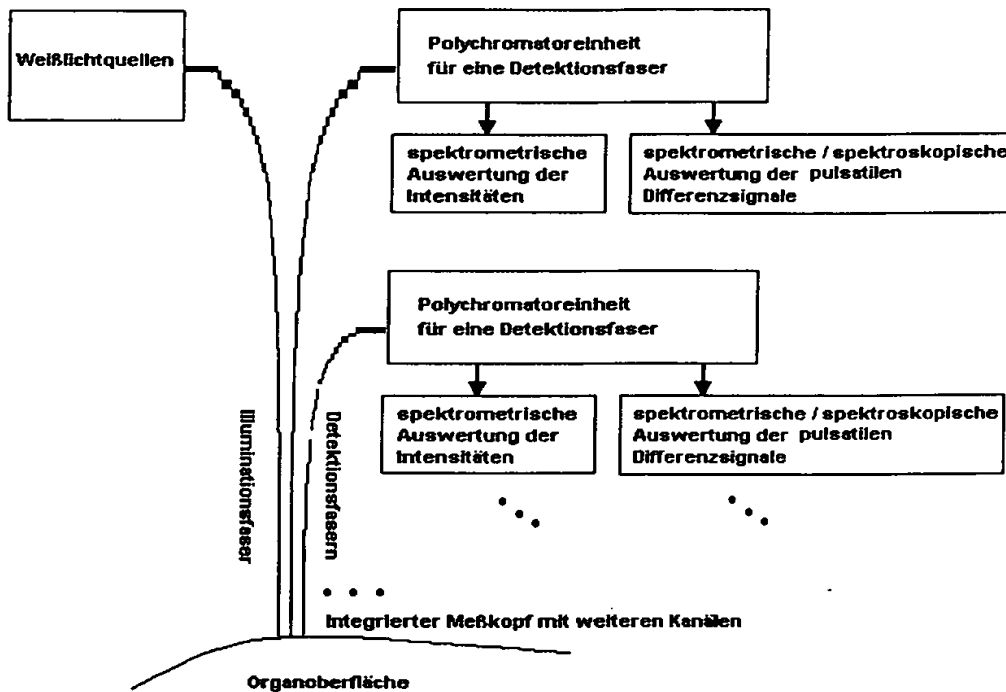 Weißlichtquellen
Polychromatoreinheit
für eine Detektionsfaser
spektrometrische
Auswertung der
Intensitäten
spektrometrische / spektroskopische
Auswertung der pulsatilen
Differenzsignale
Polychromatoreinheit
für eine Detektionsfaser
spektrometrische
Auswertung der
Intensitäten
spektrometrische / spektroskopische
Auswertung der pulsatilen
Differenzsignale
Illuminationsfaser
Detektionsfasern
Integrierter Meßkopf mit weiteren Kanälen
Organoberfläche